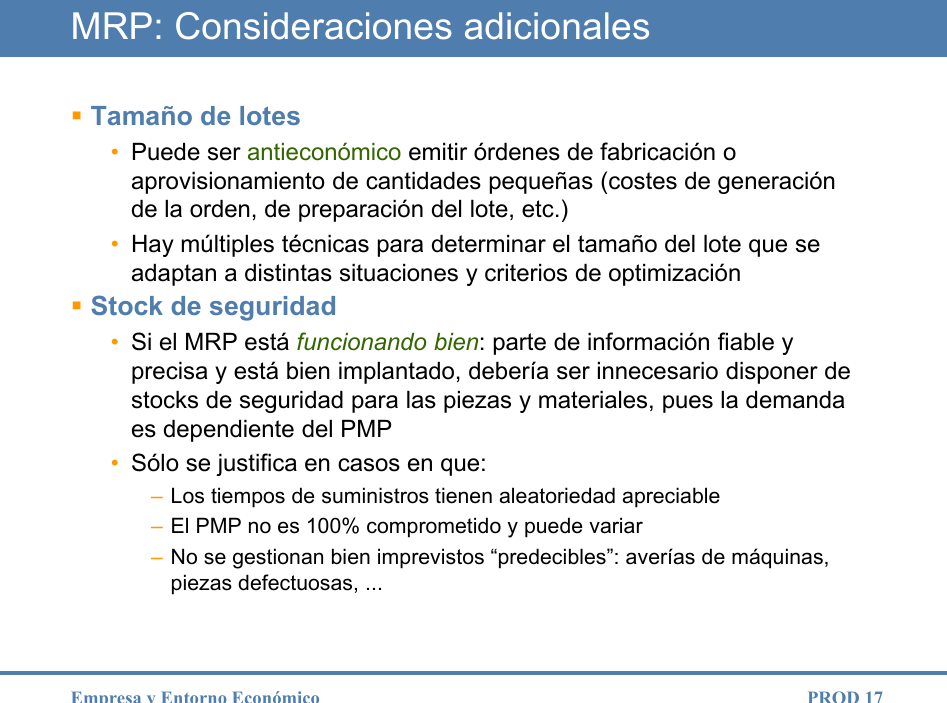 MRP: Consideraciones adicionales
▪ Tamaño de lotes
• Puede ser antieconómico emitir órdenes de fabricación o
aprovisionamiento de cantidades pequeñas (costes de generación
de la orden, de preparación del lote, etc.)
• Hay múltiples técnicas para determinar el tamaño del lote que se
adaptan a distintas situaciones y criterios de optimización
▪ Stock de seguridad
• Si el MRP está funcionando bien: parte de información fiable y
precisa y está bien implantado, debería ser innecesario disponer de
stocks de seguridad para las piezas y materiales, pues la demanda
es dependiente del PMP
• Sólo se justifica en casos en que:
– Los tiempos de suministros tienen aleatoriedad apreciable
– El PMP no es 100% comprometido y puede variar
– No se gestionan bien imprevistos “predecibles”: averías de máquinas,
piezas defectuosas, ...
Empresa y Entorno Económico PROD 17